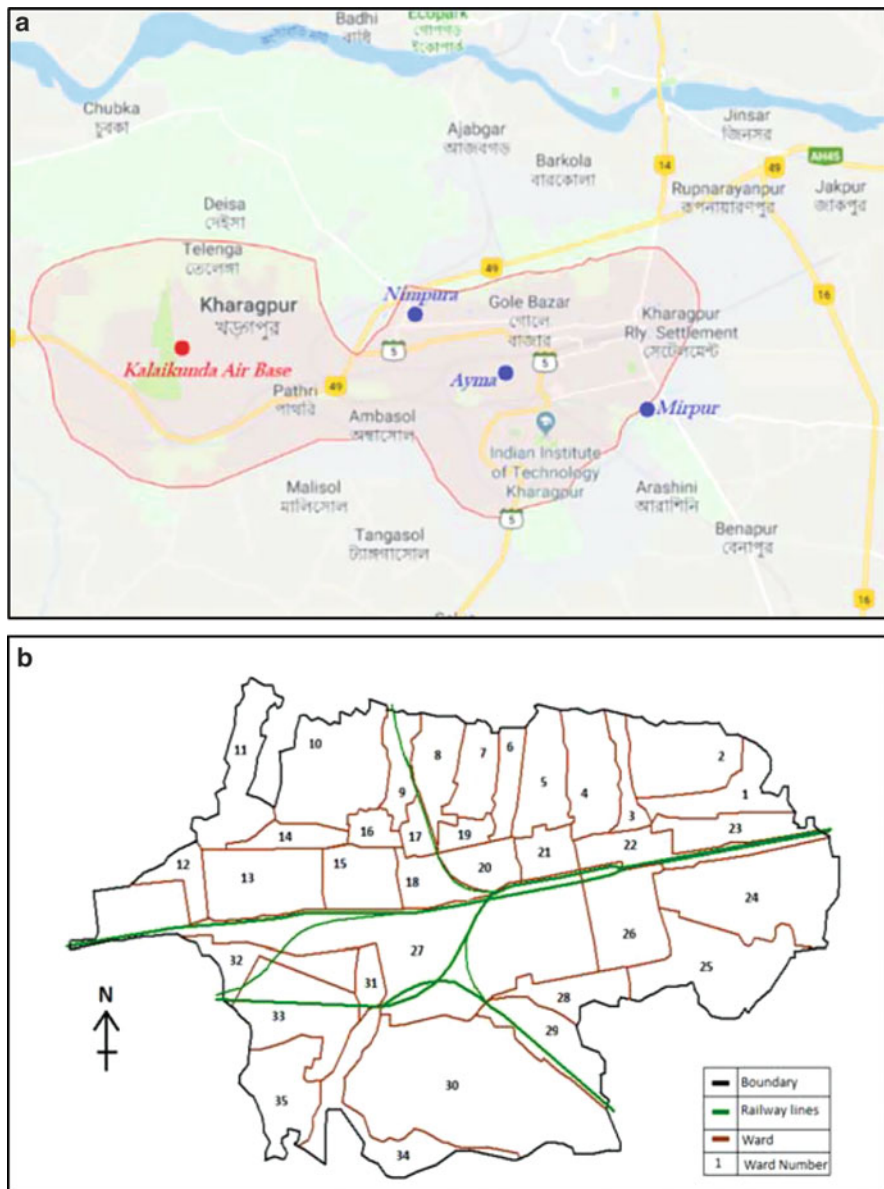 a
Badhi
বাধি
Ecopark
গোপগড়
ইকোপার্ক
Chubka
চুবকা
Ajabgar
আজবগড়
Jinsar
জিনসর
AH45
Barkola
বারকোলা
14
49
Rupnarayanpur
রূপনারায়ণপুর
Jakpur
জাকপুর
Deisa
দেইসা
Telenga
তেলেঙ্গা
49
16
Kharagpur
খড়্গপুর
Nimpura
Gole Bazar
গোলে
বাজার
Kharagpur
Rly. Settlement
সেটেলমেন্ট
Kalaikunda Air Base
5
5
Ayma
49
Pathri
পাথরি
Mirpur
Ambasol
অম্বাসোল
Indian Institute
of Technology
Kharagpur
Malisol
মালিসোল
Arashini
আরাশিনি
5
Tangasol
ট্যাঙ্গাসোল
Benapur
বেনাপুর
16
b
11
10
8
7
6
2
9
5
4
1
3
14
16
17
19
23
12
13
15
18
20
21
22
24
27
26
25
32
31
28
33
29
30
35
34
N
Boundary
Railway lines
Ward
1 Ward Number